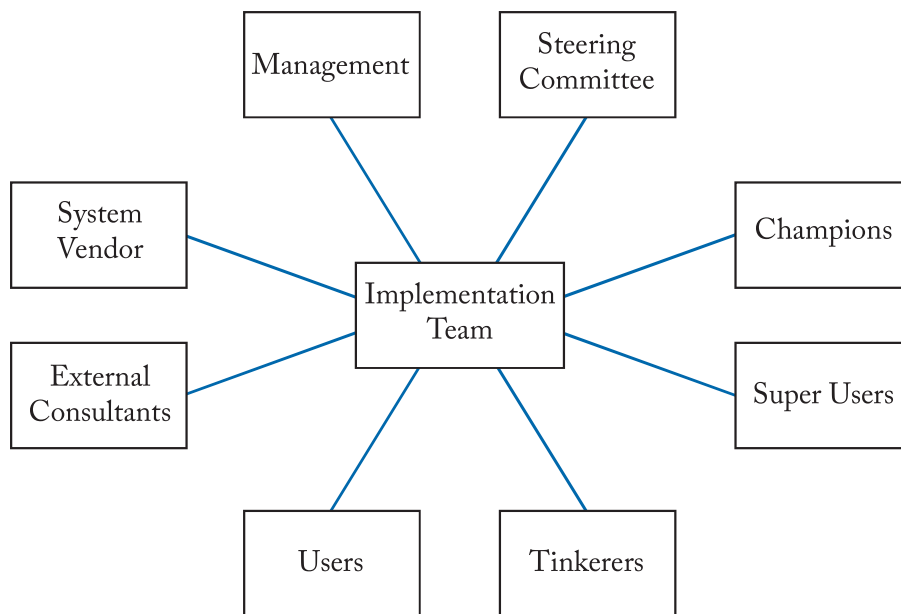 Management
Steering
Committee
System
Vendor
Champions
Implementation
Team
External
Consultants
Super Users
Users
Tinkerers